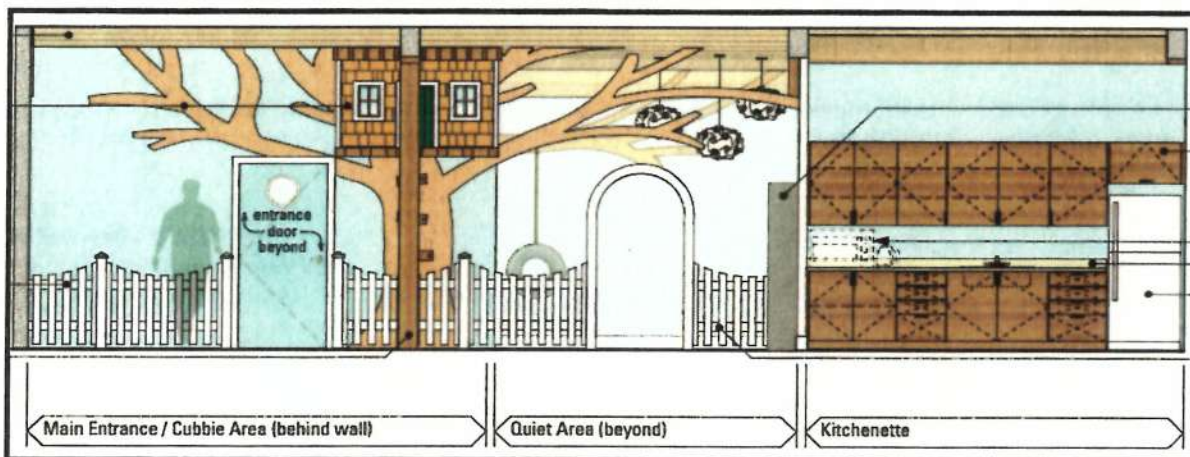 entrance
door
beyond
Main Entrance / Cubbie Area (behind wall)
Quiet Area (beyond)
Kitchenette